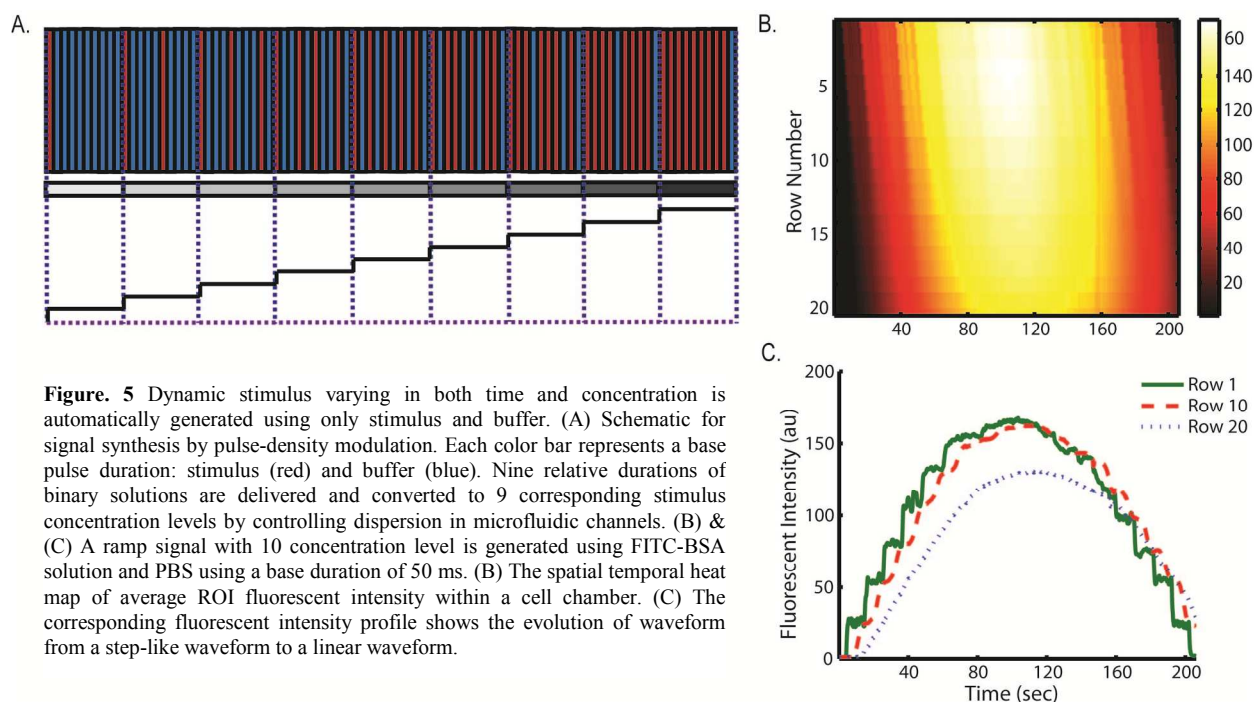 A.
B.
Row Number
5
10
15
20
40
80
120
160
200
60
160
140
120
100
80
60
40
20
C.
Fluorescent Intensity (au)
200
150
100
50
0
40
80
120
160
200
Time (sec)
Row 1
Row 10
Row 20
Figure. 5 Dynamic stimulus varying in both time and concentration is
automatically generated using only stimulus and buffer. (A) Schematic for
signal synthesis by pulse-density modulation. Each color bar represents a base
pulse duration: stimulus (red) and buffer (blue). Nine relative durations of
binary solutions are delivered and converted to 9 corresponding stimulus
concentration levels by controlling dispersion in microfluidic channels. (B) &
(C) A ramp signal with 10 concentration level is generated using FITC-BSA
solution and PBS using a base duration of 50 ms. (B) The spatial temporal heat
map of average ROI fluorescent intensity within a cell chamber. (C) The
corresponding fluorescent intensity profile shows the evolution of waveform
from a step-like waveform to a linear waveform.